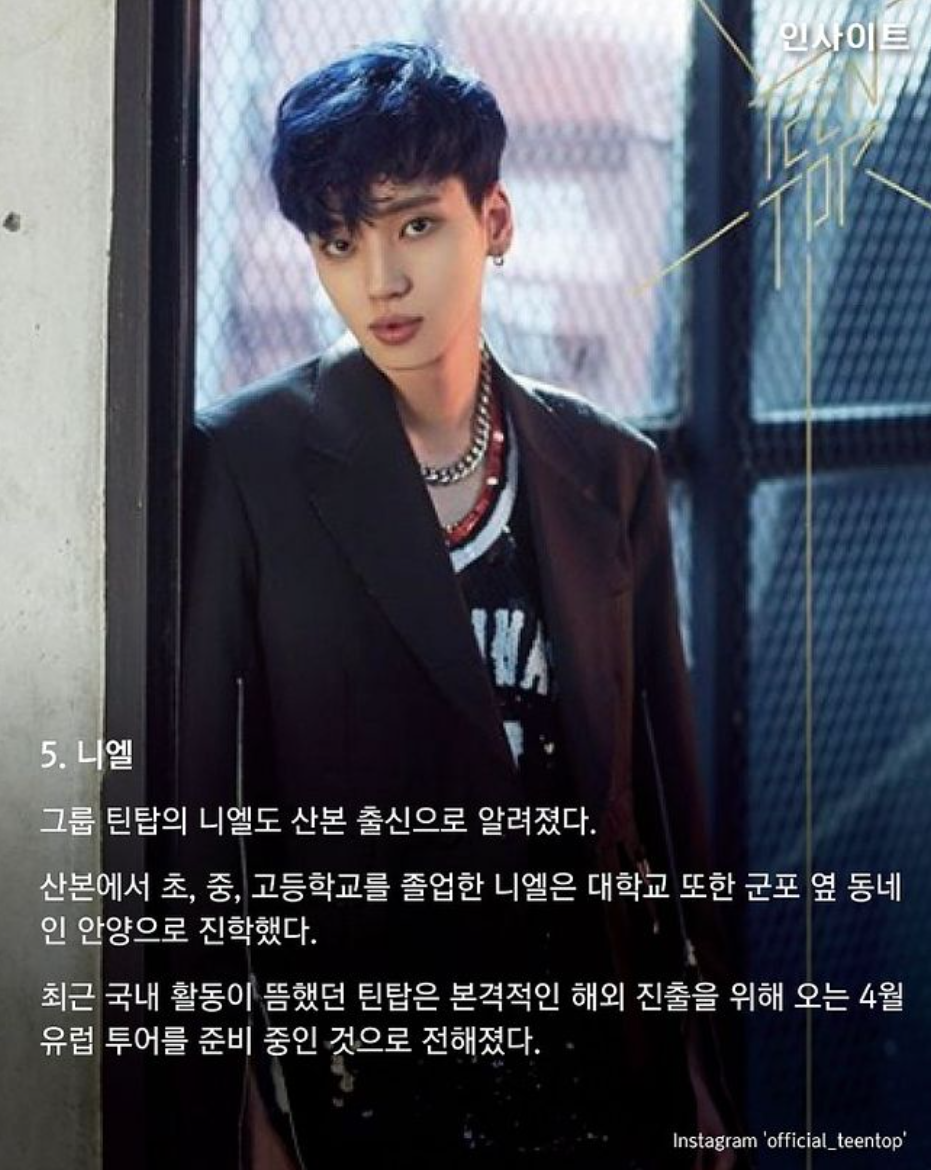 인사이트
TEEN
TOP
5. 니엘
그룹 틴탑의 니엘도 산본 출신으로 알려졌다.
산본에서 초, 중, 고등학교를 졸업한 니엘은 대학교 또한 군포 옆 동네
인 안양으로 진학했다.
최근 국내 활동이 뜸했던 틴탑은 본격적인 해외 진출을 위해 오는 4월
유럽 투어를 준비 중인 것으로 전해졌다.
Instagram 'official_teentop'